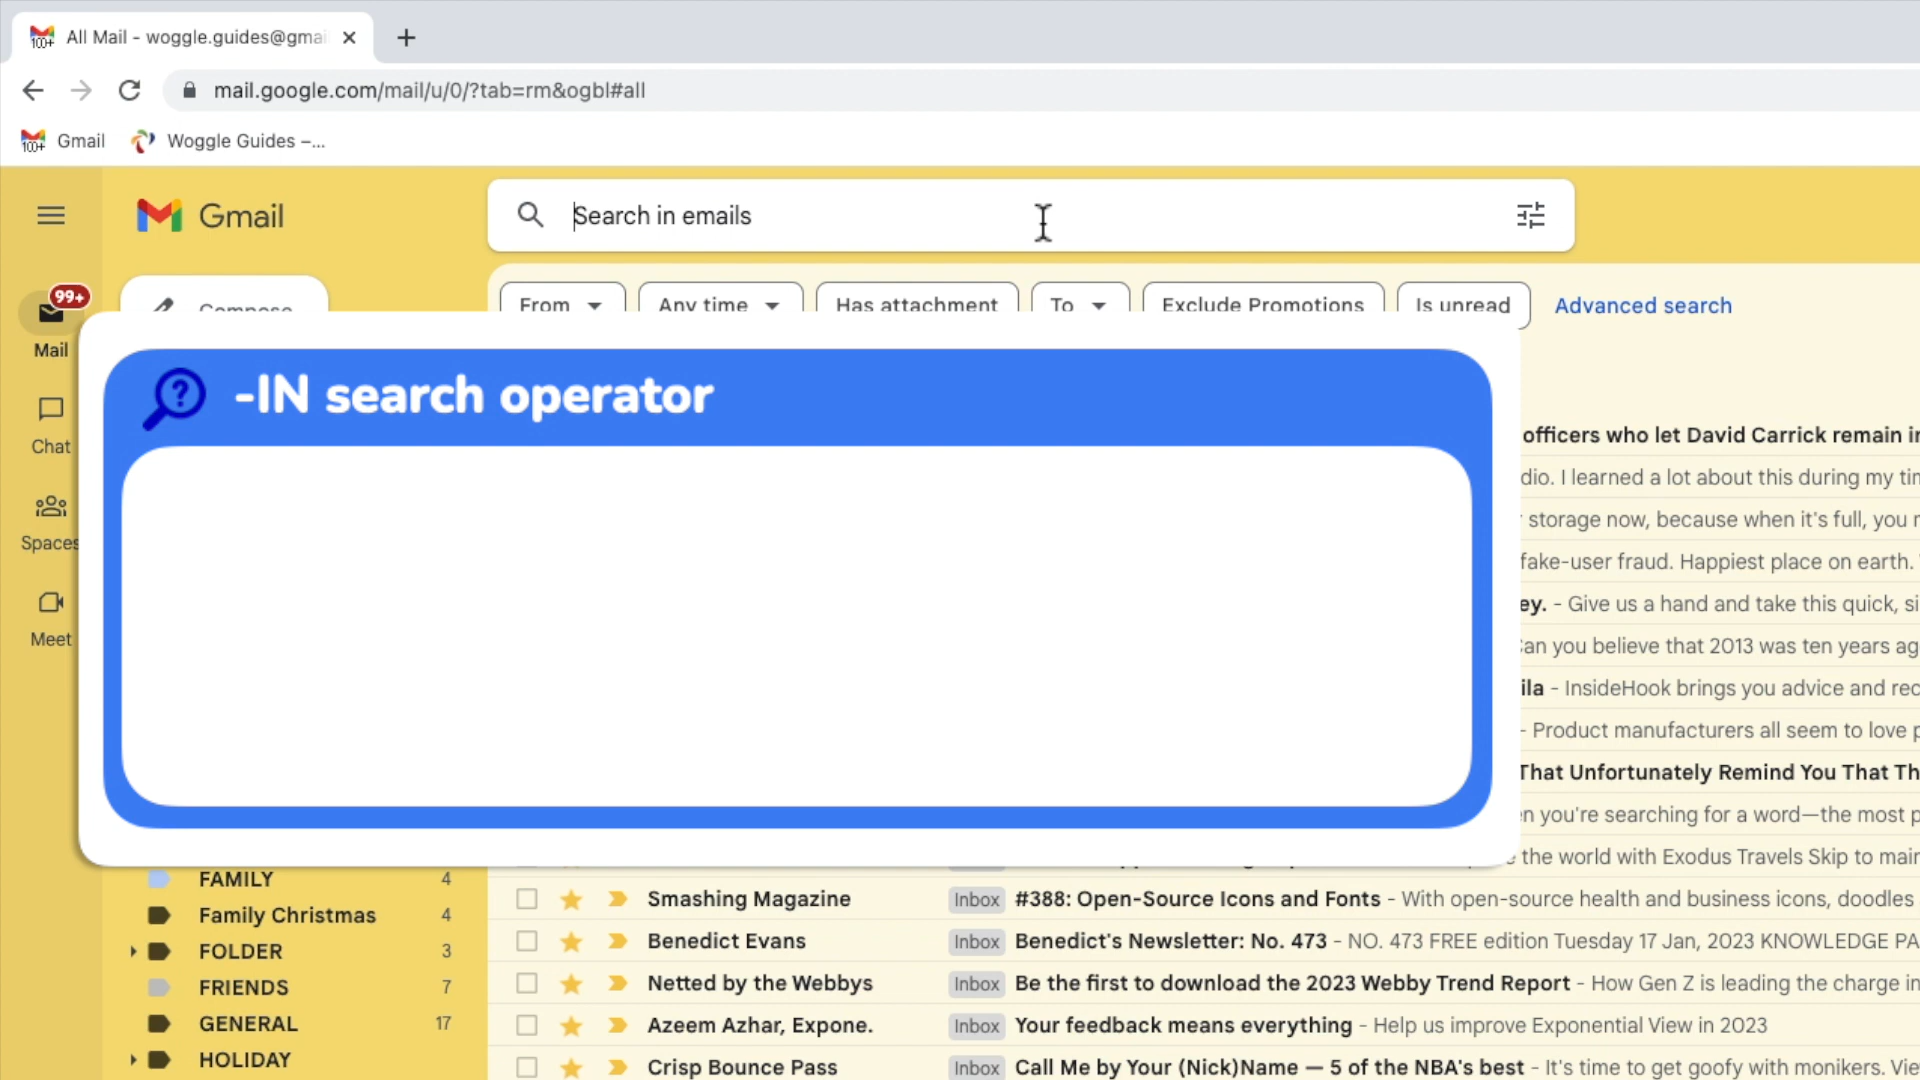 All Mail - woggle.guides@gmai
mail.google.com/mail/u/0/?tab=rm&ogbl#all
Gmail
Woggle Guides –...
Gmail
Search in emails
99+
Mail
Chat
Spaces
Meet
Compose
From
Any time
Has attachment
To
Exclude Promotions
Is unread
Advanced search
-IN search operator
officers who let David Carrick remain in
dio. I learned a lot about this during my tim
storage now, because when it's full, you n
fake-user fraud. Happiest place on earth.
ey. - Give us a hand and take this quick, si
Can you believe that 2013 was ten years ag
ila - InsideHook brings you advice and rec
- Product manufacturers all seem to love p
That Unfortunately Remind You That Th
en you're searching for a word—the most p
the world with Exodus Travels Skip to main
FAMILY 4
Family Christmas 4
FOLDER 3
FRIENDS 7
GENERAL 17
HOLIDAY
Smashing Magazine Inbox #388: Open-Source Icons and Fonts - With open-source health and business icons, doodles
Benedict Evans Inbox Benedict's Newsletter: No. 473 - NO. 473 FREE edition Tuesday 17 Jan, 2023 KNOWLEDGE PA
Netted by the Webbys Inbox Be the first to download the 2023 Webby Trend Report - How Gen Z is leading the charge in
Azeem Azhar, Expone. Inbox Your feedback means everything - Help us improve Exponential View in 2023
Crisp Bounce Pass Inbox Call Me by Your (Nick)Name — 5 of the NBA's best - It's time to get goofy with monikers. Vie